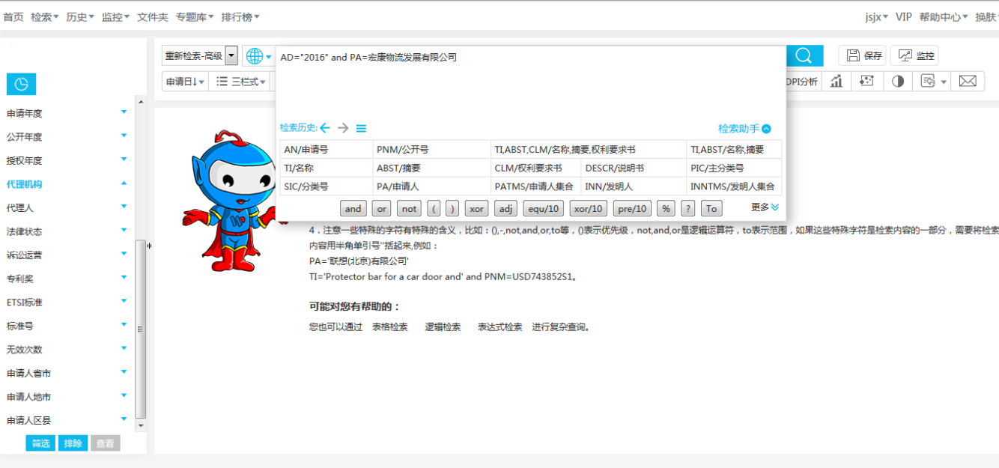 首页 检索 历史 监控 文件夹 专题库 排行榜 jsjx VIP 帮助中心 换肤
重新检索-高级 AD="2016" and PA=宏康物流发展有限公司 保存 监控
申请日↓ 三栏式 DPI分析
申请年度
公开年度
授权年度
代理机构
代理人
法律状态
诉讼运营
专利奖
ETSI标准
标准号
无效次数
申请人省市
申请人地市
申请人区县
筛选 排除 查看
检索历史: 检索助手
AN/申请号 PNM/公开号 TI,ABST,CLM/名称,摘要,权利要求书 TI,ABST/名称,摘要
TI/名称 ABST/摘要 CLM/权利要求书 DESCR/说明书 PIC/主分类号
SIC/分类号 PA/申请人 PATMS/申请人集合 INN/发明人 INNTMS/发明人集合
and or not ( ) xor adj equ/10 xor/10 pre/10 % ? To 更多
4．注意一些特殊的字符有特殊的含义，比如：(),-,not,and,or,to等，()表示优先级，not,and,or是逻辑运算符，to表示范围，如果这些特殊字符是检索内容的一部分，需要将检索
内容用半角单引号''括起来,例如：
PA='联想(北京)有限公司'
TI='Protector bar for a car door and' and PNM=USD743852S1。
可能对您有帮助的：
您也可以通过 表格检索 逻辑检索 表达式检索 进行复杂查询。